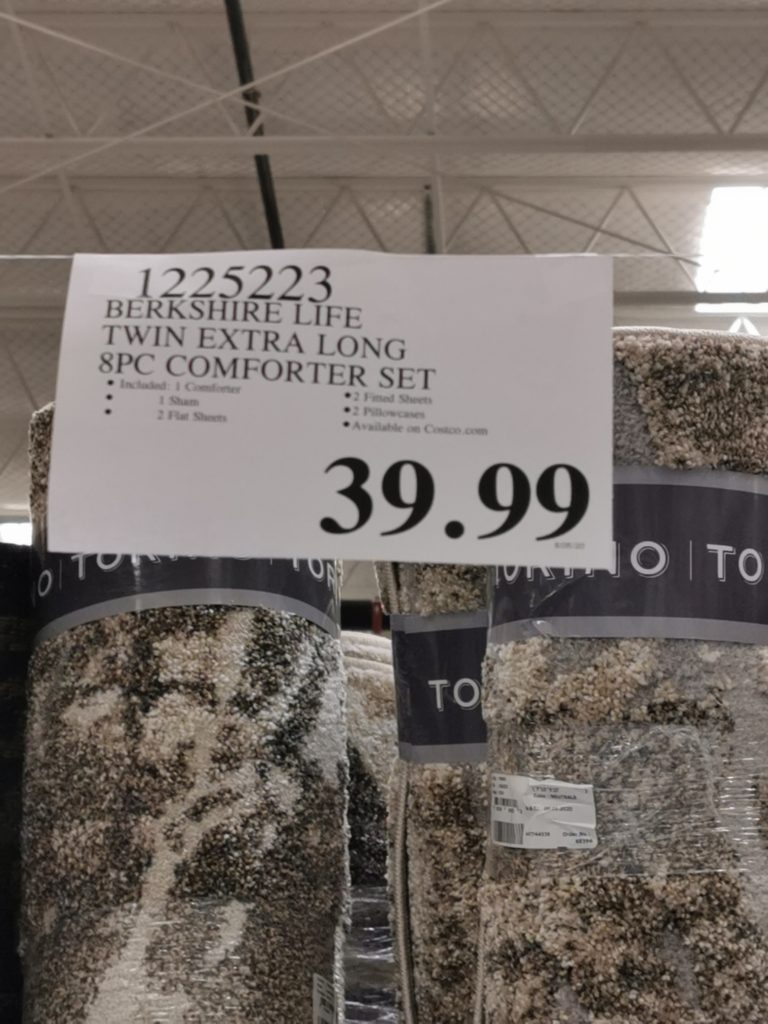 1225223
BERKSHIRE LIFE
TWIN EXTRA LONG
8PC COMFORTER SET
• Included: 1 Comforter
• 1 Sham
• 2 Flat Sheets
• 2 Fitted Sheets
• 2 Pillowcases
• Available on Costco.com
39.99
O | TORINO | TOR
TORINO | TO
TO